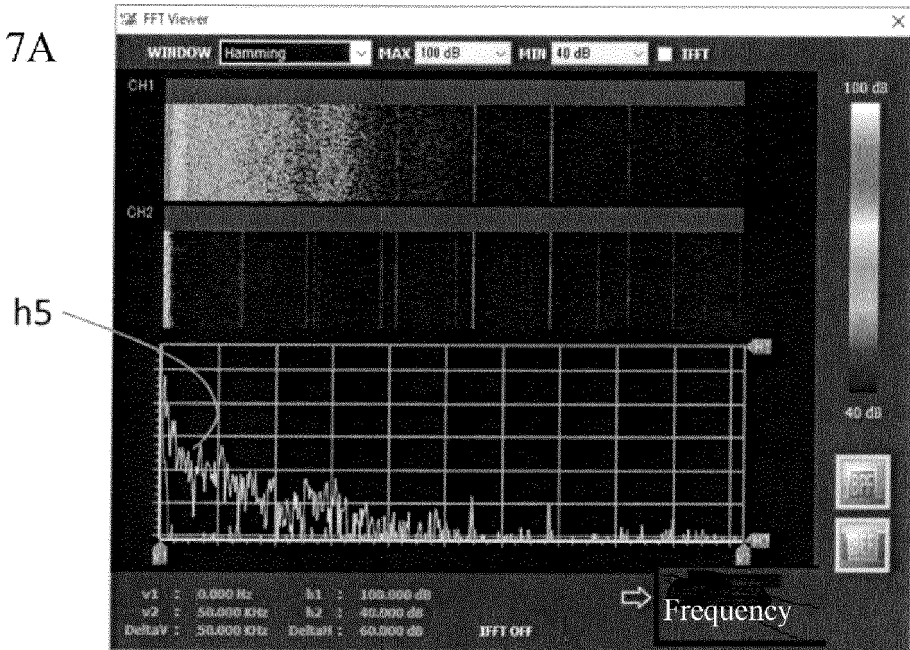 7A
FFT Viewer
WINDOW Hamming MAX 100 dB MIN 40 dB IFFT
CH1
100 dB
CH2
h5
40 dB
v1 : 0.000 Hz h1 : 100.000 dB
v2 : 50.000 KHz h2 : 40.000 dB
DeltaV : 50.000 KHz DeltaH : 60.000 dB IFFT OFF
Frequency